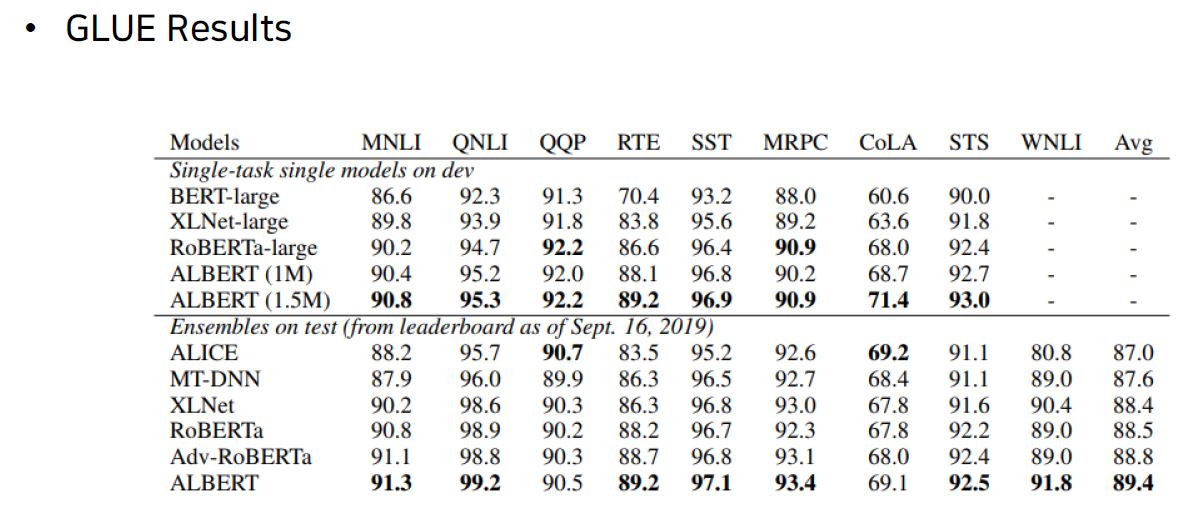 • GLUE Results
Models MNLI QNLI QQP RTE SST MRPC CoLA STS WNLI Avg
Single-task single models on dev
BERT-large 86.6 92.3 91.3 70.4 93.2 88.0 60.6 90.0 - -
XLNet-large 89.8 93.9 91.8 83.8 95.6 89.2 63.6 91.8 - -
RoBERTa-large 90.2 94.7 92.2 86.6 96.4 90.9 68.0 92.4 - -
ALBERT (1M) 90.4 95.2 92.0 88.1 96.8 90.2 68.7 92.7 - -
ALBERT (1.5M) 90.8 95.3 92.2 89.2 96.9 90.9 71.4 93.0 - -
Ensembles on test (from leaderboard as of Sept. 16, 2019)
ALICE 88.2 95.7 90.7 83.5 95.2 92.6 69.2 91.1 80.8 87.0
MT-DNN 87.9 96.0 89.9 86.3 96.5 92.7 68.4 91.1 89.0 87.6
XLNet 90.2 98.6 90.3 86.3 96.8 93.0 67.8 91.6 90.4 88.4
RoBERTa 90.8 98.9 90.2 88.2 96.7 92.3 67.8 92.2 89.0 88.5
Adv-RoBERTa 91.1 98.8 90.3 88.7 96.8 93.1 68.0 92.4 89.0 88.8
ALBERT 91.3 99.2 90.5 89.2 97.1 93.4 69.1 92.5 91.8 89.4